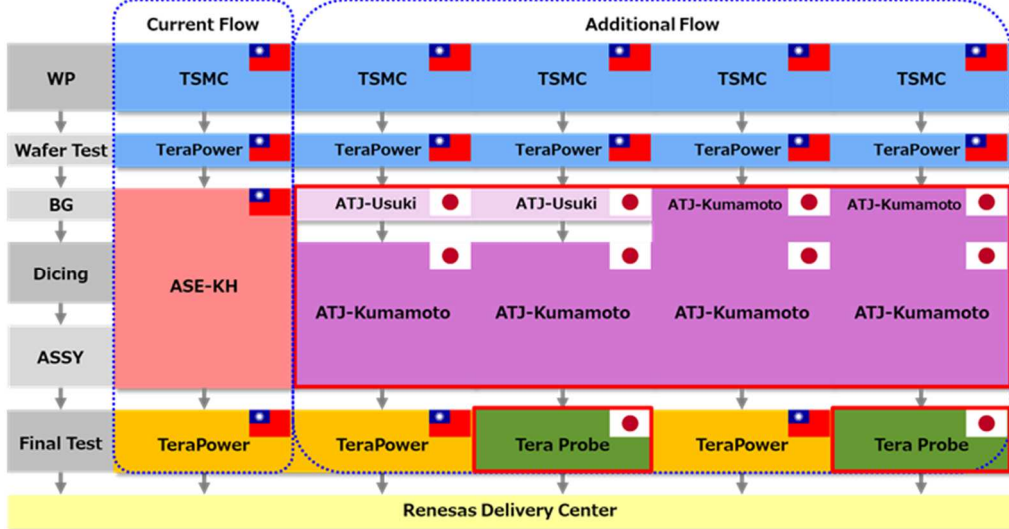 Current Flow
Additional Flow
WP
TSMC
TSMC
TSMC
TSMC
TSMC
Wafer Test
TeraPower
TeraPower
TeraPower
TeraPower
TeraPower
BG
ATJ-Usuki
ATJ-Usuki
ATJ-Kumamoto
ATJ-Kumamoto
Dicing
ASE-KH
ATJ-Kumamoto
ATJ-Kumamoto
ATJ-Kumamoto
ATJ-Kumamoto
ASSY
Final Test
TeraPower
TeraPower
Tera Probe
TeraPower
Tera Probe
Renesas Delivery Center